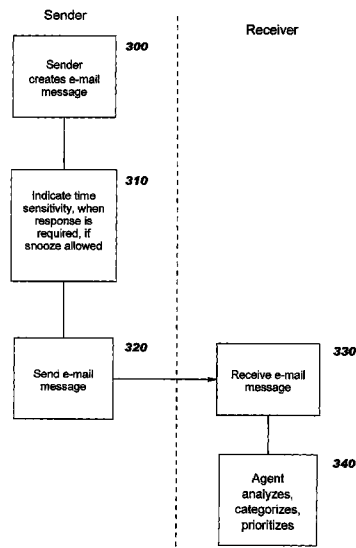 Sender
Receiver
300
Sender
creates e-mail
message
310
Indicate time
sensitivity, when
response is
required, if
snooze allowed
320
Send e-mail
message
330
Receive e-mail
message
340
Agent
analyzes,
categorizes,
prioritizes